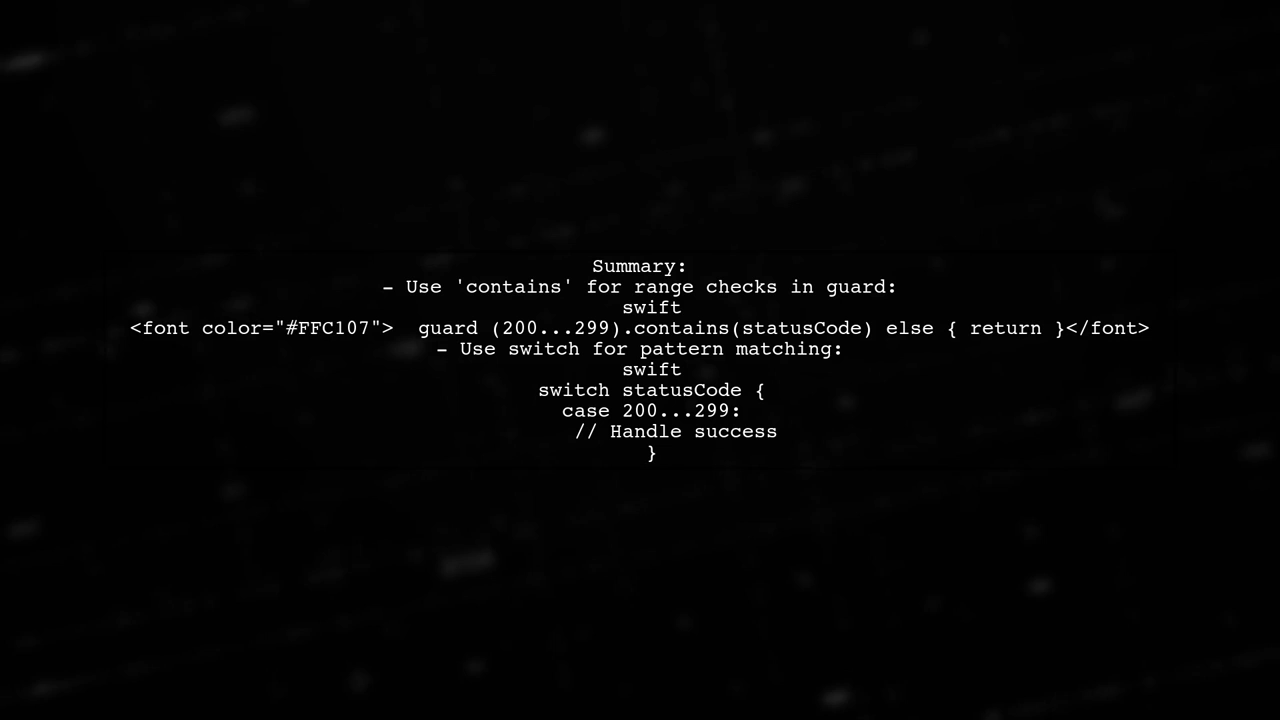 Summary:
- Use 'contains' for range checks in guard:
swift
<font color="#FFC107">  guard (200...299).contains(statusCode) else { return }</font>
- Use switch for pattern matching:
swift
switch statusCode {
case 200...299:
// Handle success
}